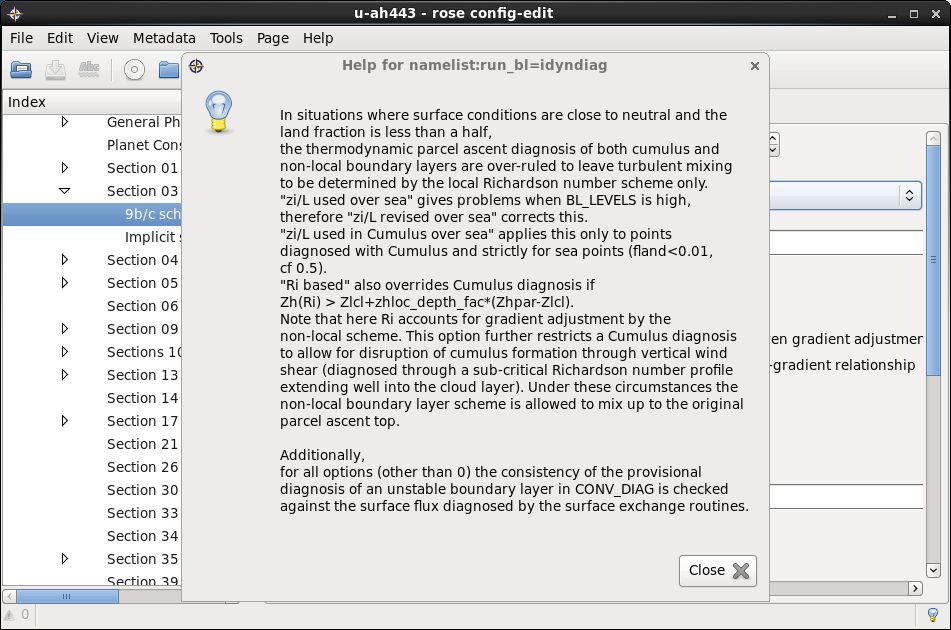 u-ah443 - rose config-edit
File Edit View Metadata Tools Page Help
Abc
Index
General Ph
Planet Cons
Section 01
Section 03
9b/c sch
Implicit s
Section 04
Section 05
Section 06
Section 09
Sections 10
Section 13
Section 14
Section 17
Section 21
Section 26
Section 30
Section 33
Section 34
Section 35
Section 39
0
Help for namelist:run_bl=idyndiag
In situations where surface conditions are close to neutral and the
land fraction is less than a half,
the thermodynamic parcel ascent diagnosis of both cumulus and
non-local boundary layers are over-ruled to leave turbulent mixing
to be determined by the local Richardson number scheme only.
"zi/L used over sea" gives problems when BL_LEVELS is high,
therefore "zi/L revised over sea" corrects this.
"zi/L used in Cumulus over sea" applies this only to points
diagnosed with Cumulus and strictly for sea points (fland<0.01,
cf 0.5).
"Ri based" also overrides Cumulus diagnosis if
Zh(Ri) > Zlcl+zhloc_depth_fac*(Zhpar-Zlcl).
Note that here Ri accounts for gradient adjustment by the
non-local scheme. This option further restricts a Cumulus diagnosis
to allow for disruption of cumulus formation through vertical wind
shear (diagnosed through a sub-critical Richardson number profile
extending well into the cloud layer). Under these circumstances the
non-local boundary layer scheme is allowed to mix up to the original
parcel ascent top.
Additionally,
for all options (other than 0) the consistency of the provisional
diagnosis of an unstable boundary layer in CONV_DIAG is checked
against the surface flux diagnosed by the surface exchange routines.
Close
en gradient adjustmer
-gradient relationship